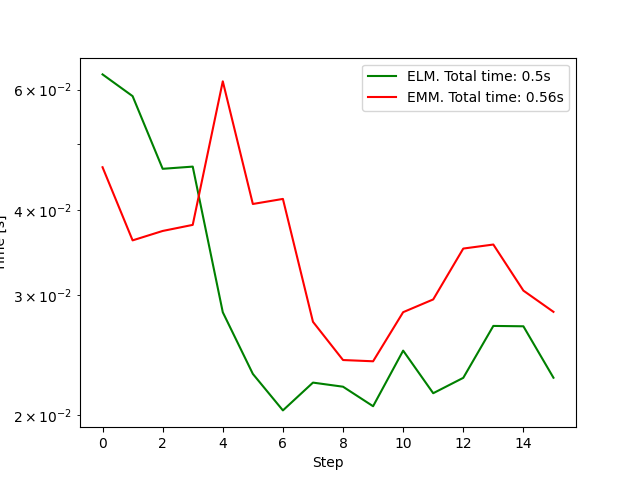 ELM. Total time: 0.5s
EMM. Total time: 0.56s
6 × 10⁻²
4 × 10⁻²
3 × 10⁻²
2 × 10⁻²
Time [s]
0 2 4 6 8 10 12 14
Step